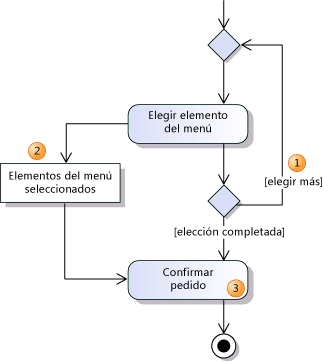 Elegir elemento
del menú
2
1
Elementos del menú
seleccionados
[elegir más]
[elección completada]
Confirmar
pedido
3